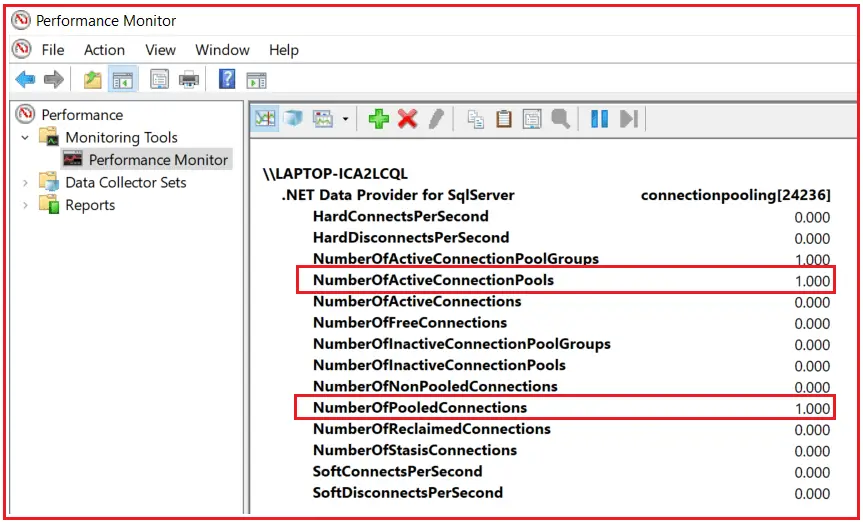 Performance Monitor
File Action View Window Help
Performance
Monitoring Tools
Performance Monitor
Data Collector Sets
Reports
\\LAPTOP-ICA2LCQL
.NET Data Provider for SqlServer connectionpooling[24236]
HardConnectsPerSecond 0.000
HardDisconnectsPerSecond 0.000
NumberOfActiveConnectionPoolGroups 1.000
NumberOfActiveConnectionPools 1.000
NumberOfActiveConnections 0.000
NumberOfFreeConnections 0.000
NumberOfInactiveConnectionPoolGroups 0.000
NumberOfInactiveConnectionPools 0.000
NumberOfNonPooledConnections 0.000
NumberOfPooledConnections 1.000
NumberOfReclaimedConnections 0.000
NumberOfStasisConnections 0.000
SoftConnectsPerSecond 0.000
SoftDisconnectsPerSecond 0.000